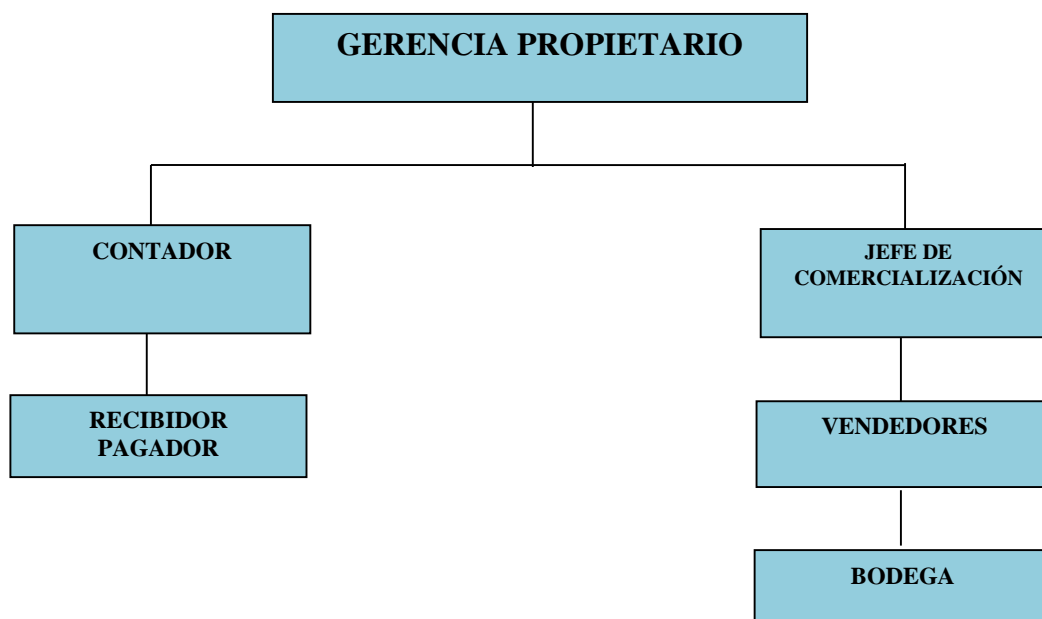 GERENCIA PROPIETARIO
CONTADOR
JEFE DE
COMERCIALIZACIÓN
RECIBIDOR
PAGADOR
VENDEDORES
BODEGA